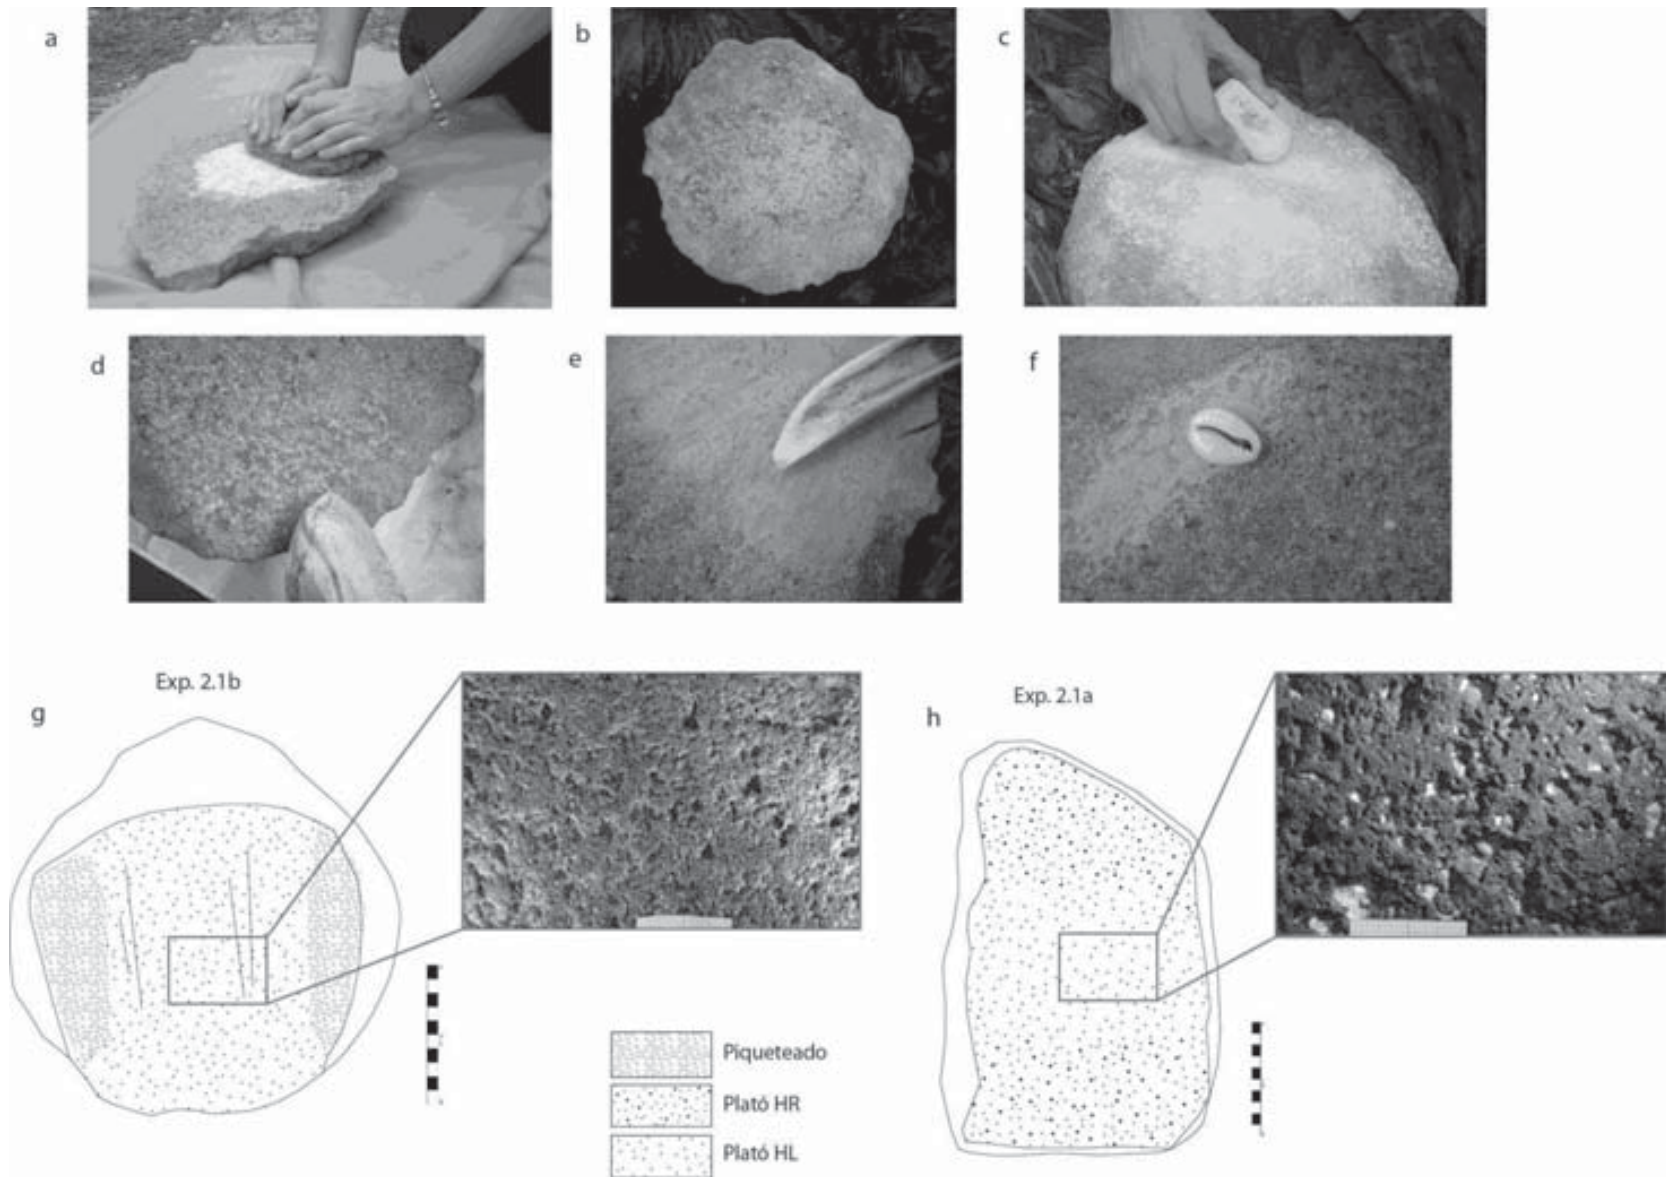 a
b
c
d
e
f
Exp. 2.1b
g
Exp. 2.1a
h
Piqueteado
Plató HR
Plató HL